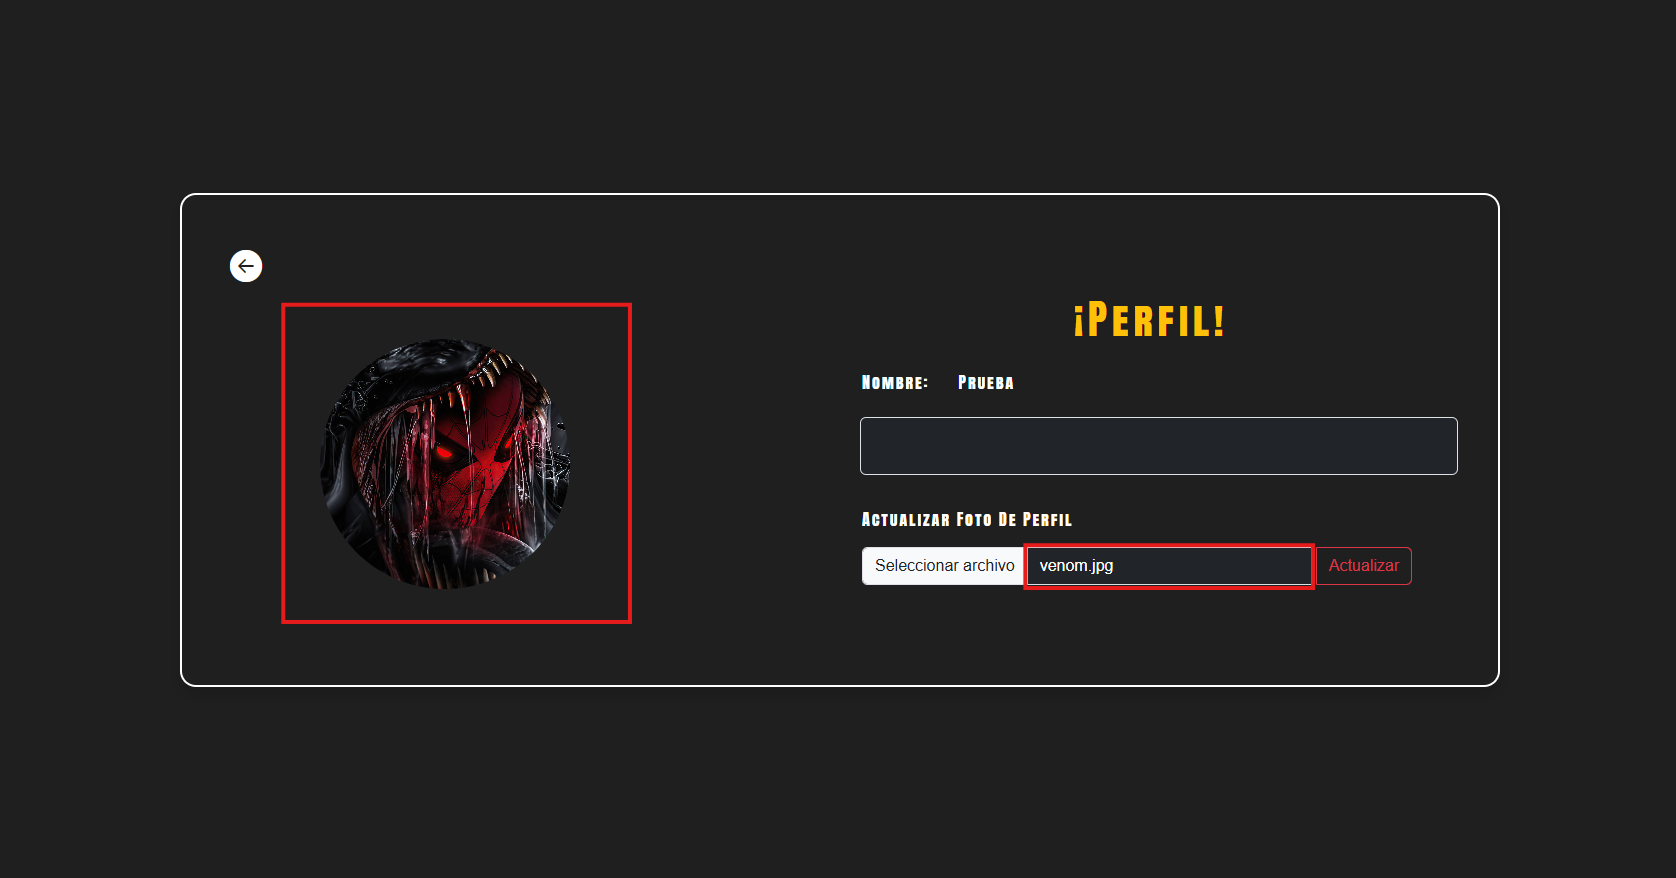 ¡Perfil!
Nombre: Prueba
Actualizar Foto De Perfil
Seleccionar archivo venom.jpg Actualizar